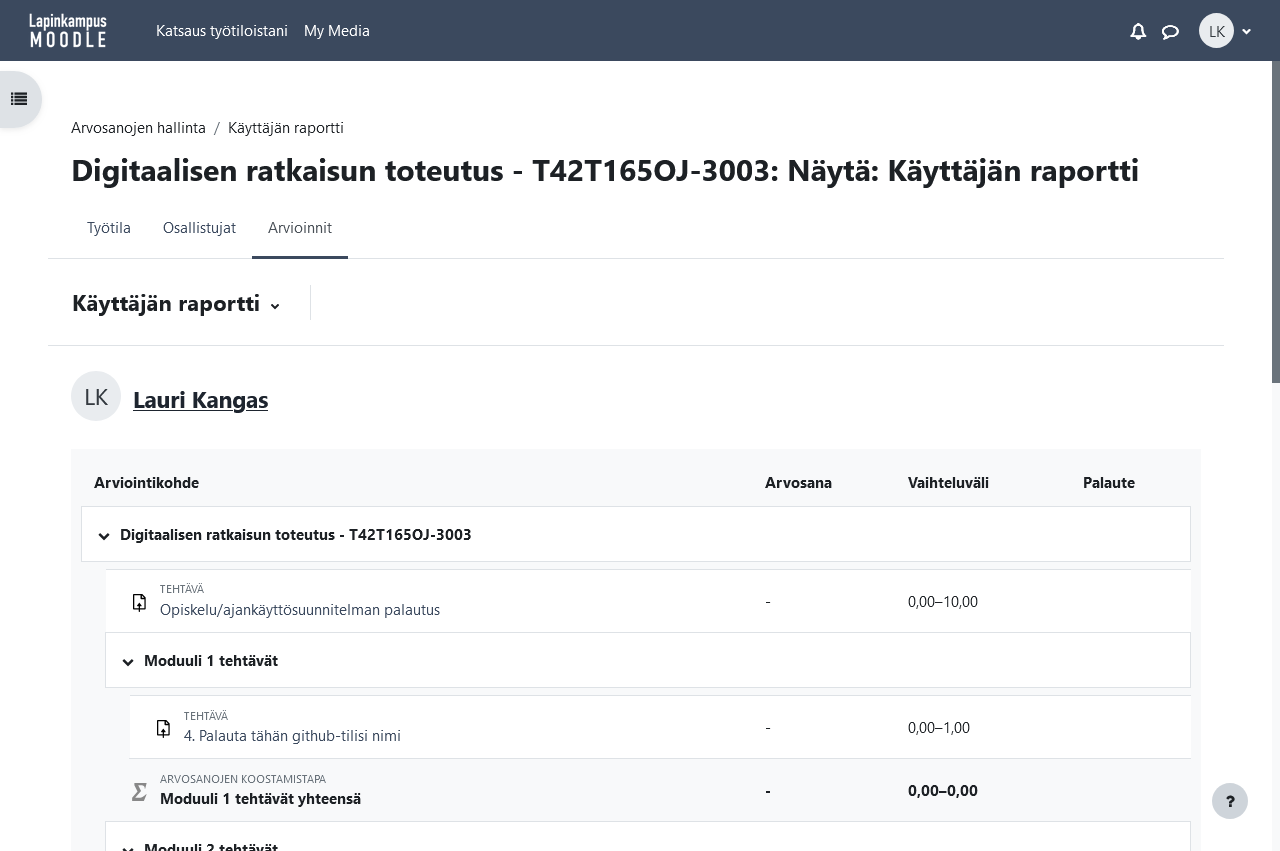 Lapinkampus
MOODLE
Katsaus työtiloistani
My Media
LK
Arvosanojen hallinta / Käyttäjän raportti
Digitaalisen ratkaisun toteutus - T42T165OJ-3003: Näytä: Käyttäjän raportti
Työtila
Osallistujat
Arvioinnit
Käyttäjän raportti
LK
Lauri Kangas
Arviointikohde
Arvosana
Vaihteluväli
Palaute
Digitaalisen ratkaisun toteutus - T42T165OJ-3003
TEHTÄVÄ
Opiskelu/ajankäyttösuunnitelman palautus
-
0,00–10,00
Moduuli 1 tehtävät
TEHTÄVÄ
4. Palauta tähän github-tilisi nimi
-
0,00–1,00
ARVOSANOJEN KOOSTAMISTAPA
Moduuli 1 tehtävät yhteensä
-
0,00–0,00
?
Moduuli 2 tehtävät